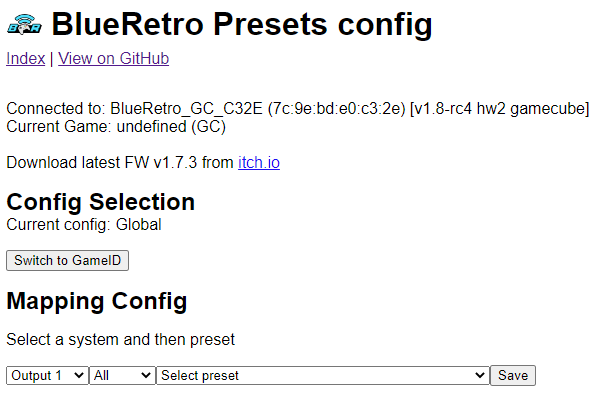 BlueRetro Presets config
Index | View on GitHub
Connected to: BlueRetro_GC_C32E (7c:9e:bd:e0:c3:2e) [v1.8-rc4 hw2 gamecube]
Current Game: undefined (GC)
Download latest FW v1.7.3 from itch.io
Config Selection
Current config: Global
Switch to GameID
Mapping Config
Select a system and then preset
Output 1 All Select preset Save